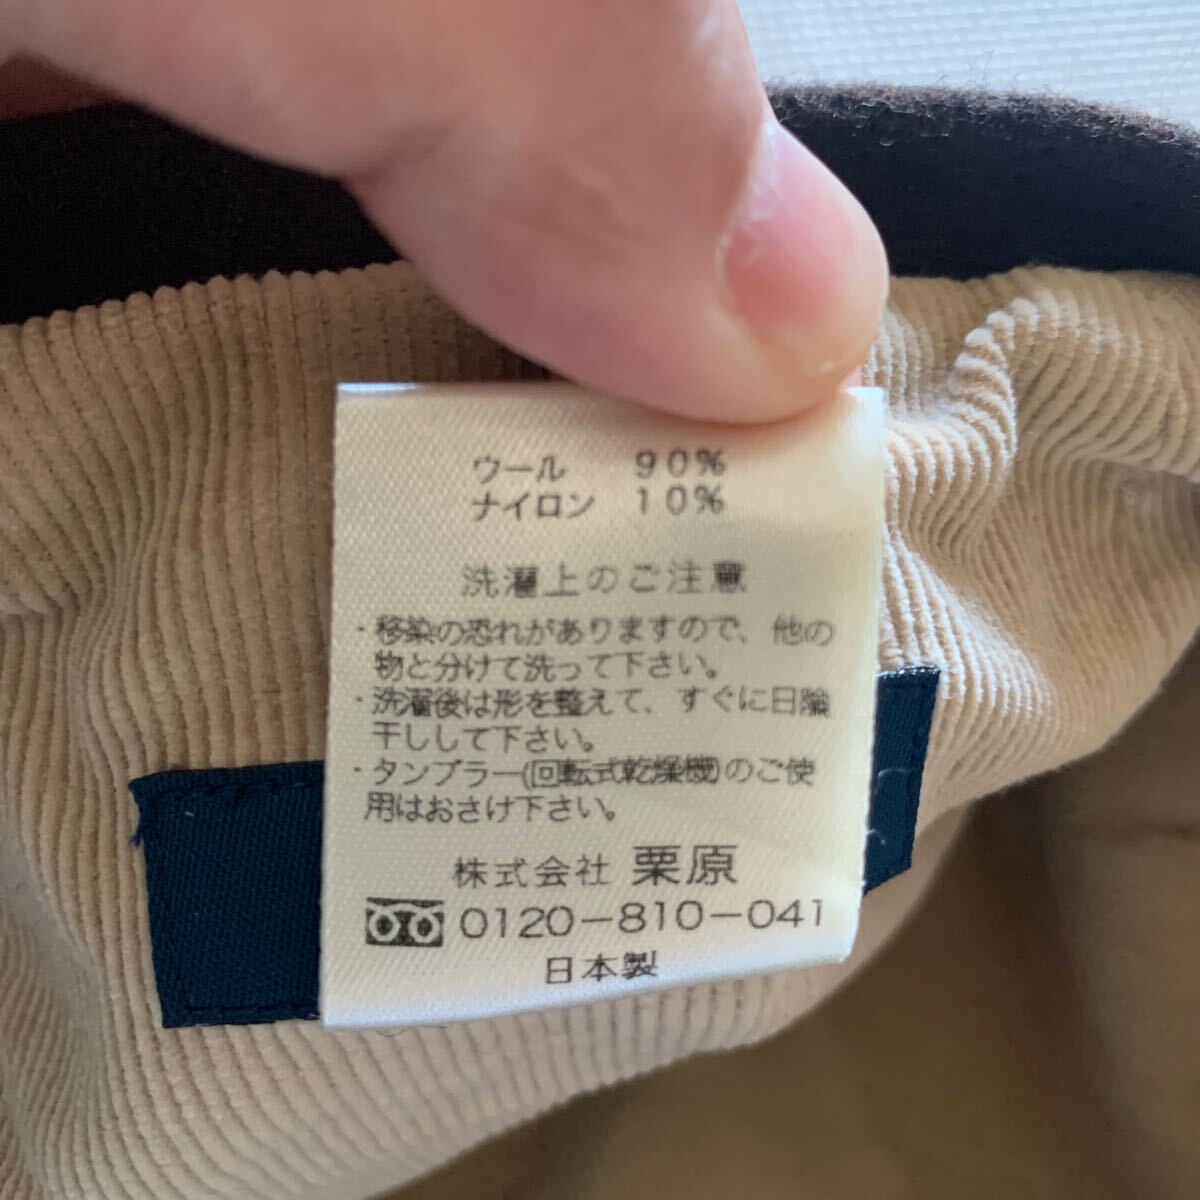 ウール 90%
ナイロン 10%
洗濯上のご注意
・移染の恐れがありますので、他の
物と分けて洗って下さい。
・洗濯後は形を整えて、すぐに日陰
干しして下さい。
・タンブラー(回転式乾燥機)のご使
用はおさけ下さい。
株式会社 栗原
0120-810-041
日本製